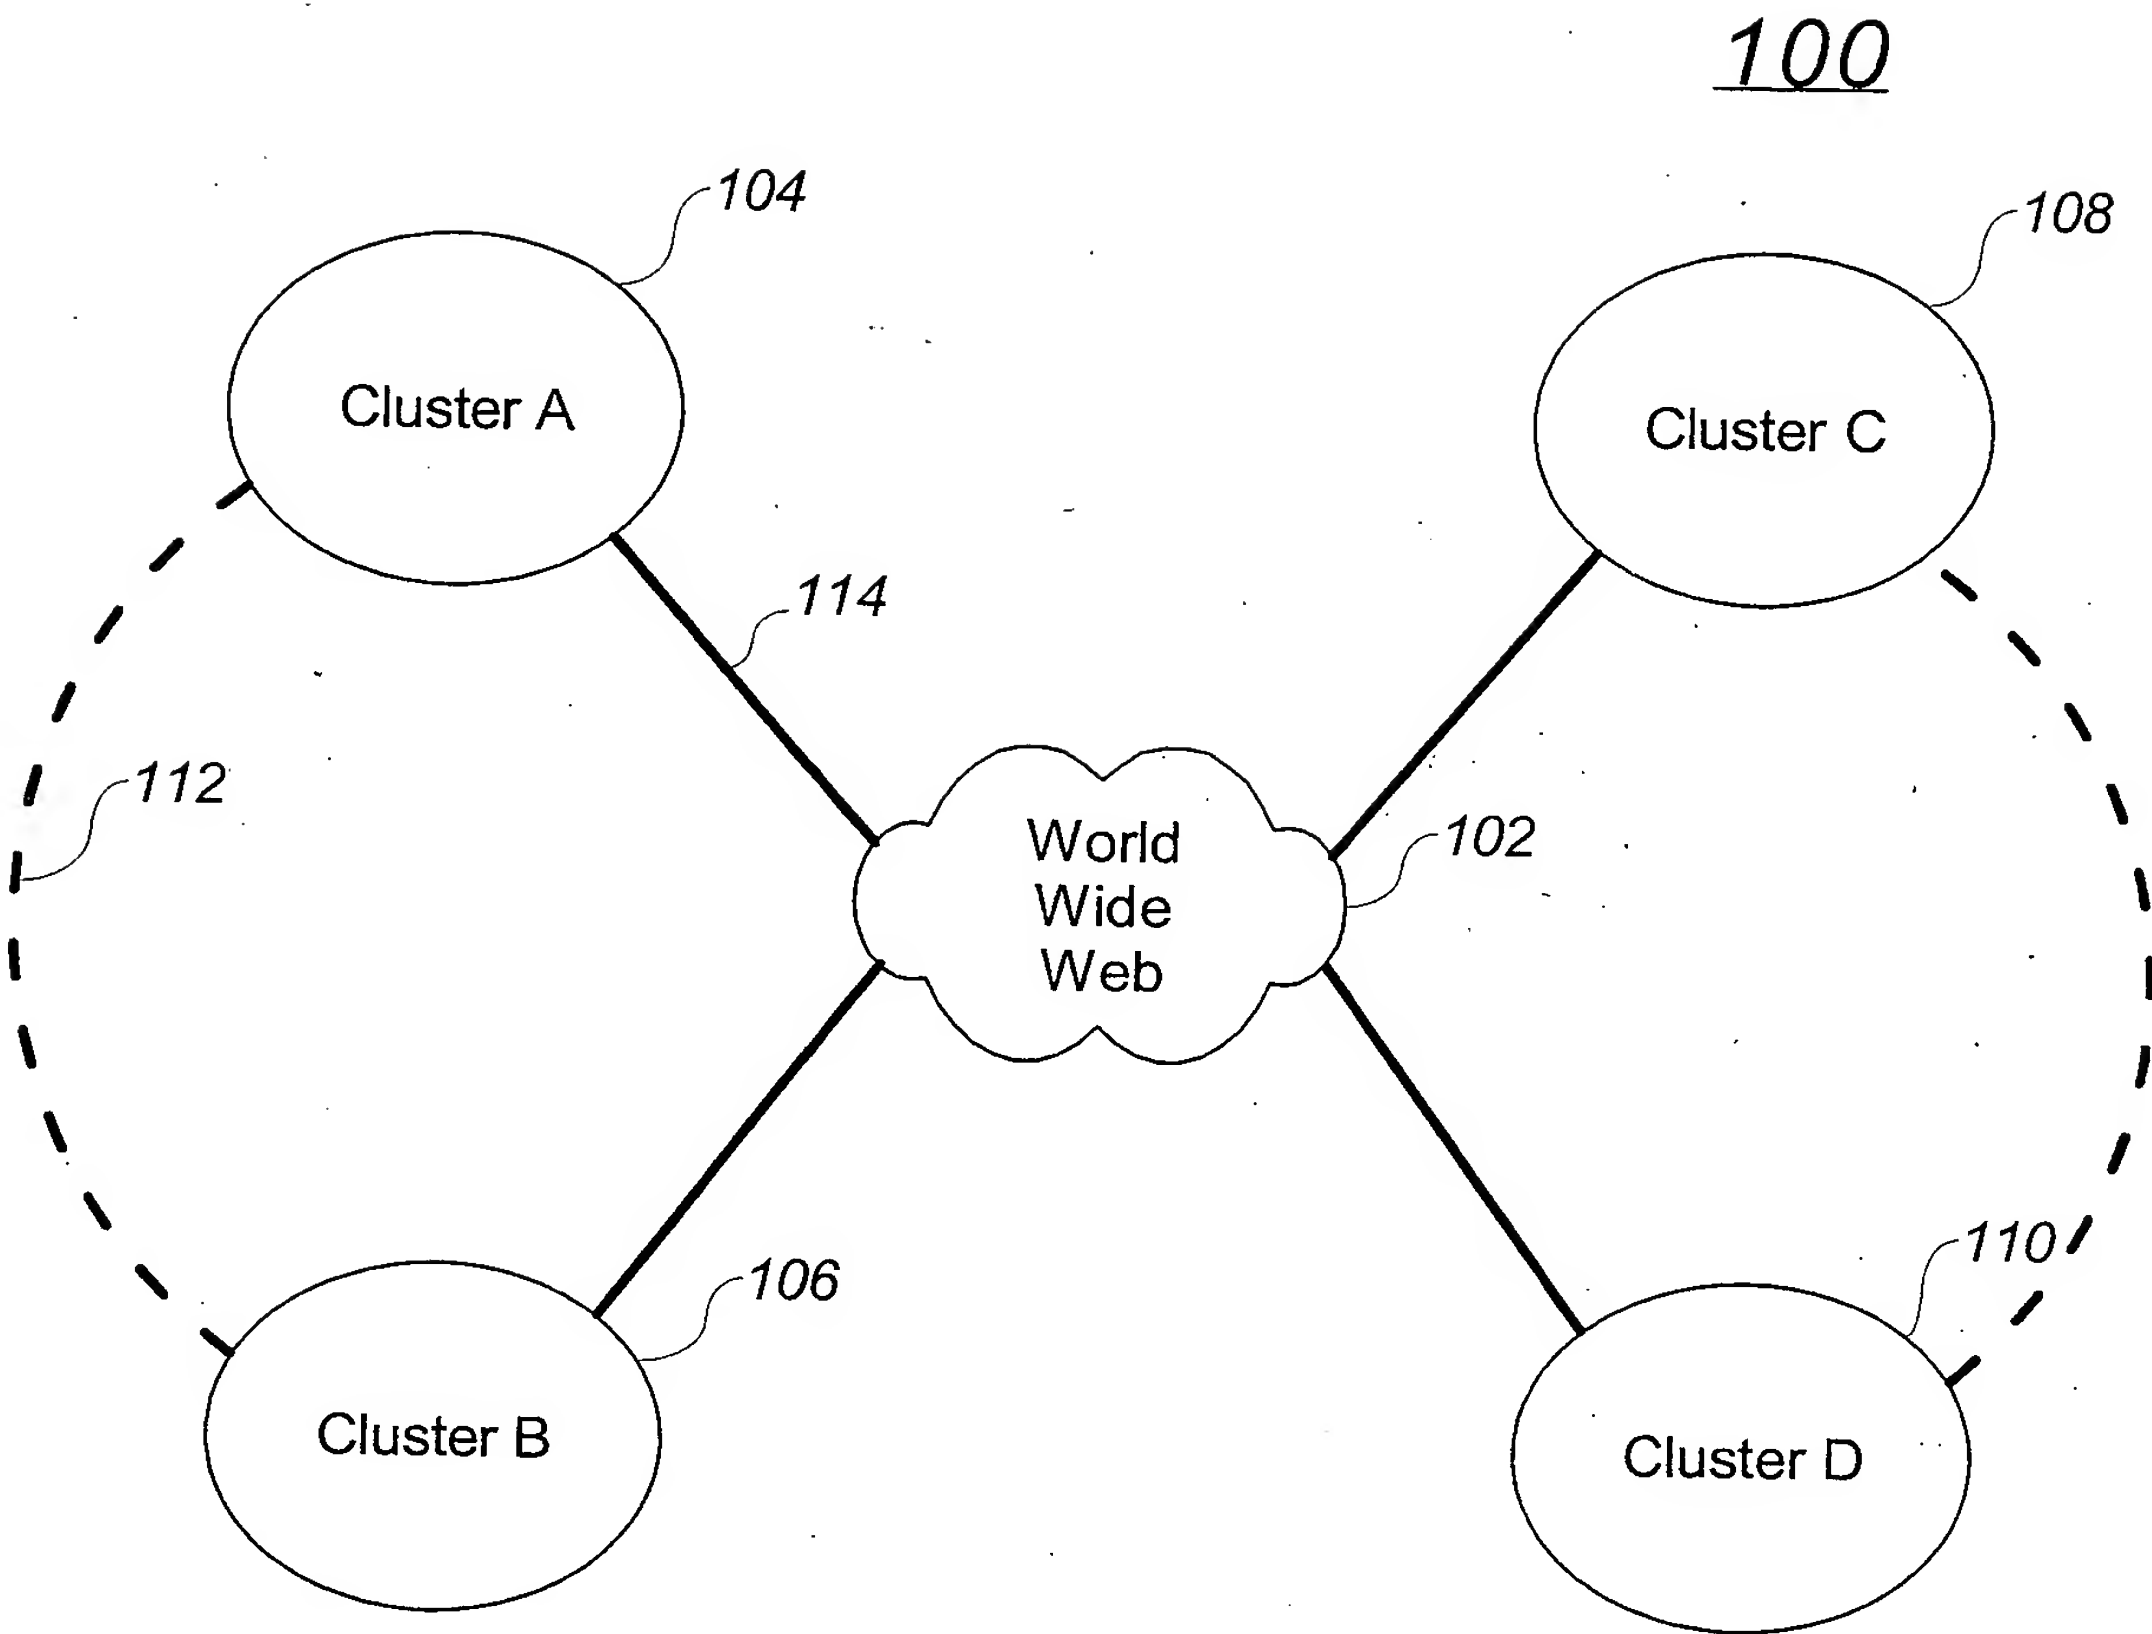 100
104
108
Cluster A
Cluster C
114
112
World
Wide
Web
102
110
106
Cluster B
Cluster D